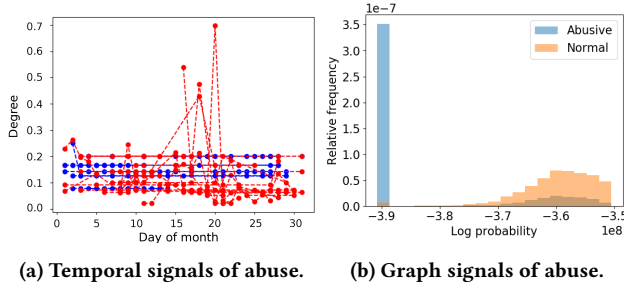 0.7
0.6
0.5
0.4
0.3
0.2
0.1
0.0
Degree
0 5 10 15 20 25 30
Day of month
(a) Temporal signals of abuse.
1e−7
3.5
3.0
2.5
2.0
1.5
1.0
0.5
0.0
Relative frequency
Abusive
Normal
−3.9 −3.8 −3.7 −3.6 −3.5
Log probability
1e8
(b) Graph signals of abuse.